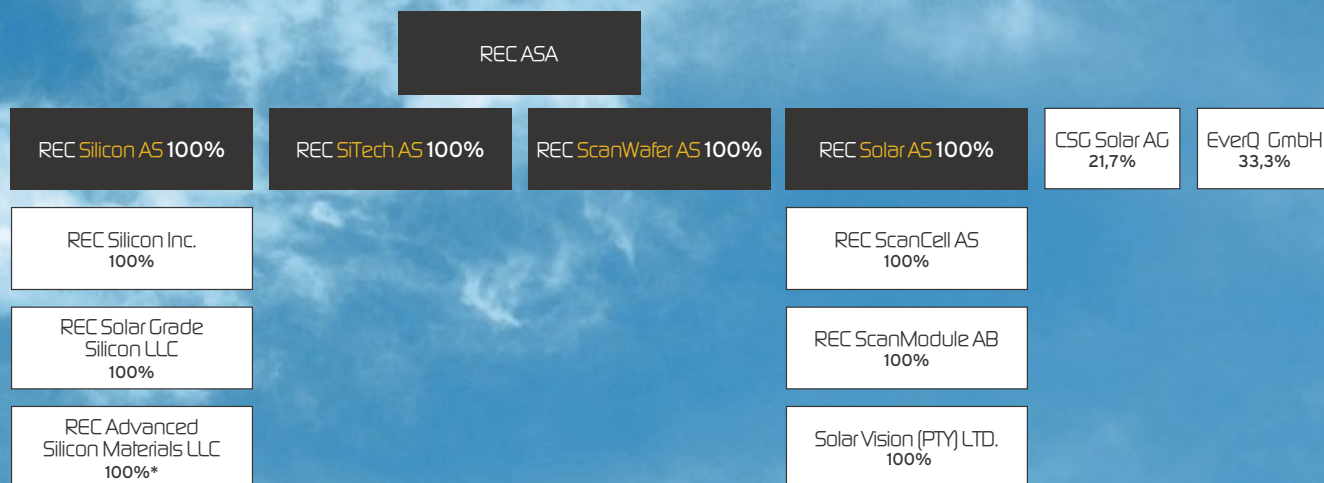 REC ASA
REC Silicon AS 100%
REC SiTech AS 100%
REC ScanWafer AS 100%
REC Solar AS 100%
CSG Solar AG
21,7%
EverQ GmbH
33,3%
REC Silicon Inc.
100%
REC Solar Grade
Silicon LLC
100%
REC Advanced
Silicon Materials LLC
100%*
REC ScanCell AS
100%
REC ScanModule AB
100%
Solar Vision (PTY) LTD.
100%